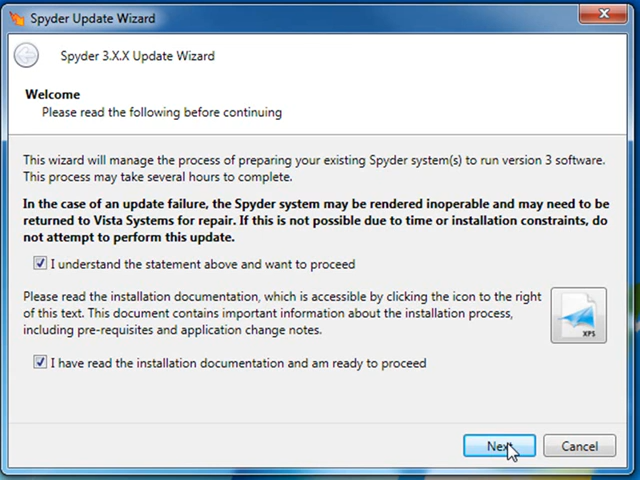 Spyder Update Wizard
Spyder 3.X.X Update Wizard
Welcome
Please read the following before continuing
This wizard will manage the process of preparing your existing Spyder system(s) to run version 3 software.
This process may take several hours to complete.
In the case of an update failure, the Spyder system may be rendered inoperable and may need to be
returned to Vista Systems for repair. If this is not possible due to time or installation constraints, do
not attempt to perform this update.
I understand the statement above and want to proceed
Please read the installation documentation, which is accessible by clicking the icon to the right
of this text. This document contains important information about the installation process,
including pre-requisites and application change notes.
XPS
I have read the installation documentation and am ready to proceed
Next
Cancel